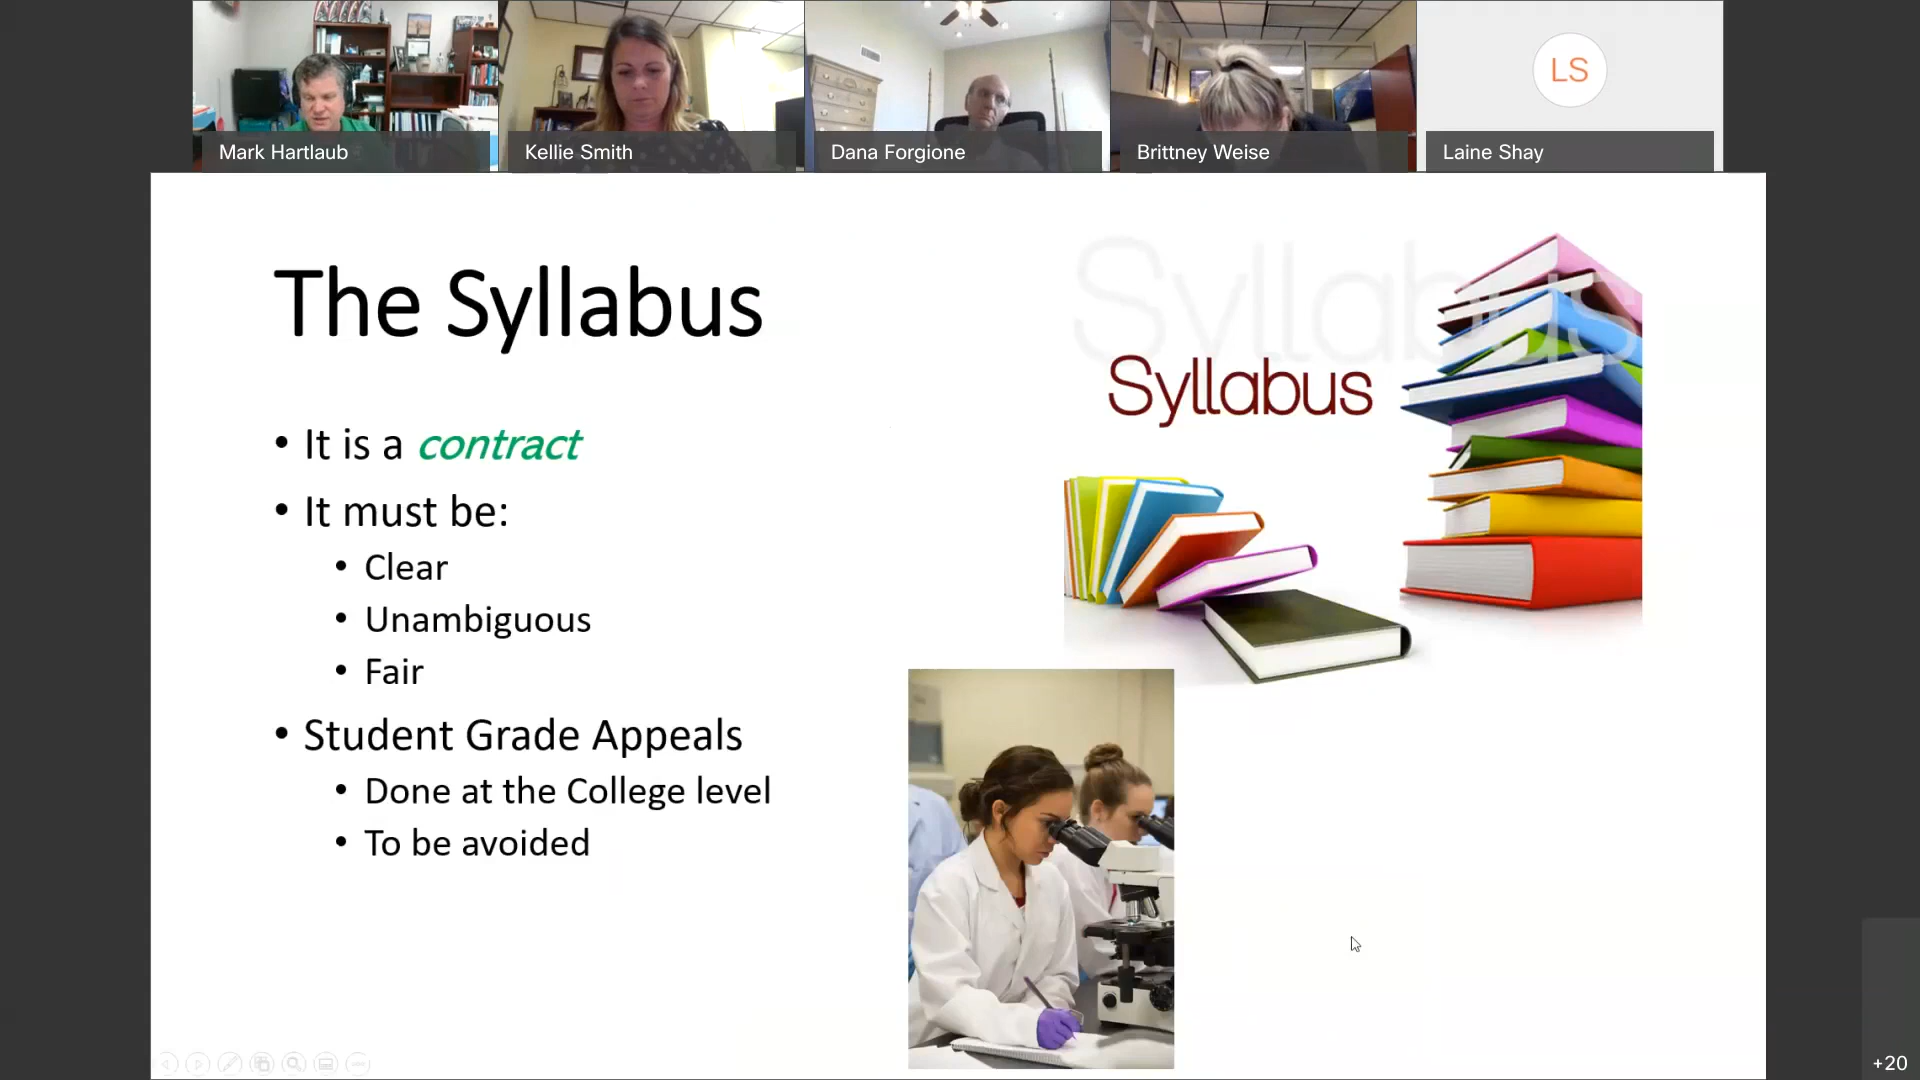 LS
Mark Hartlaub
Kellie Smith
Dana Forgione
Brittney Weise
Laine Shay
The Syllabus
Syllabus
Syllabus
• It is a contract
• It must be:
• Clear
• Unambiguous
• Fair
• Student Grade Appeals
• Done at the College level
• To be avoided
+20